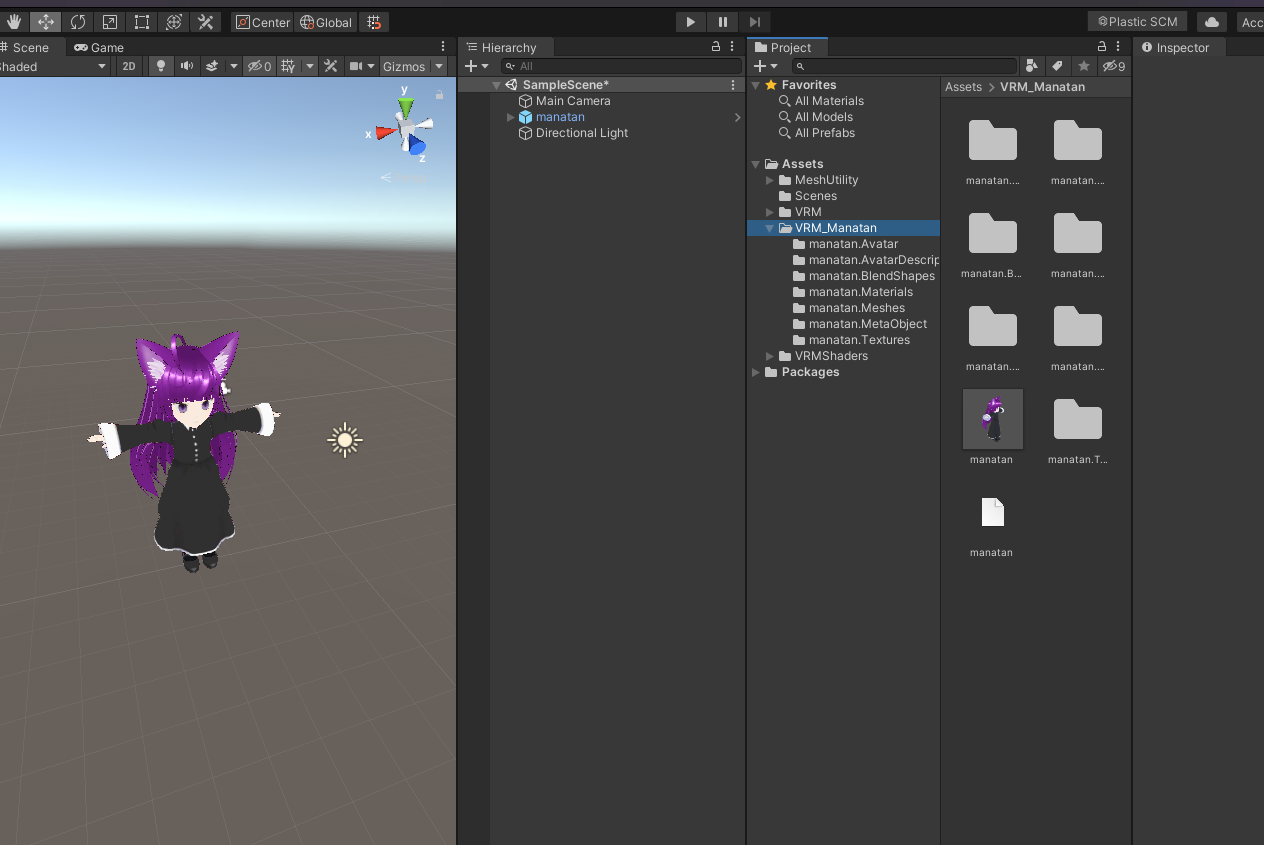 Center
Global
Plastic SCM
Acc
Scene
Game
Hierarchy
Project
Inspector
haded
2D
0
Gizmos
All
9
y
x
z
SampleScene*
Main Camera
manatan
Directional Light
Favorites
All Materials
All Models
All Prefabs
Assets
MeshUtility
Scenes
VRM
VRM_Manatan
manatan.Avatar
manatan.AvatarDescrip
manatan.BlendShapes
manatan.Materials
manatan.Meshes
manatan.MetaObject
manatan.Textures
VRMShaders
Packages
Assets > VRM_Manatan
manatan....
manatan....
manatan.B...
manatan....
manatan....
manatan....
manatan
manatan.T...
manatan